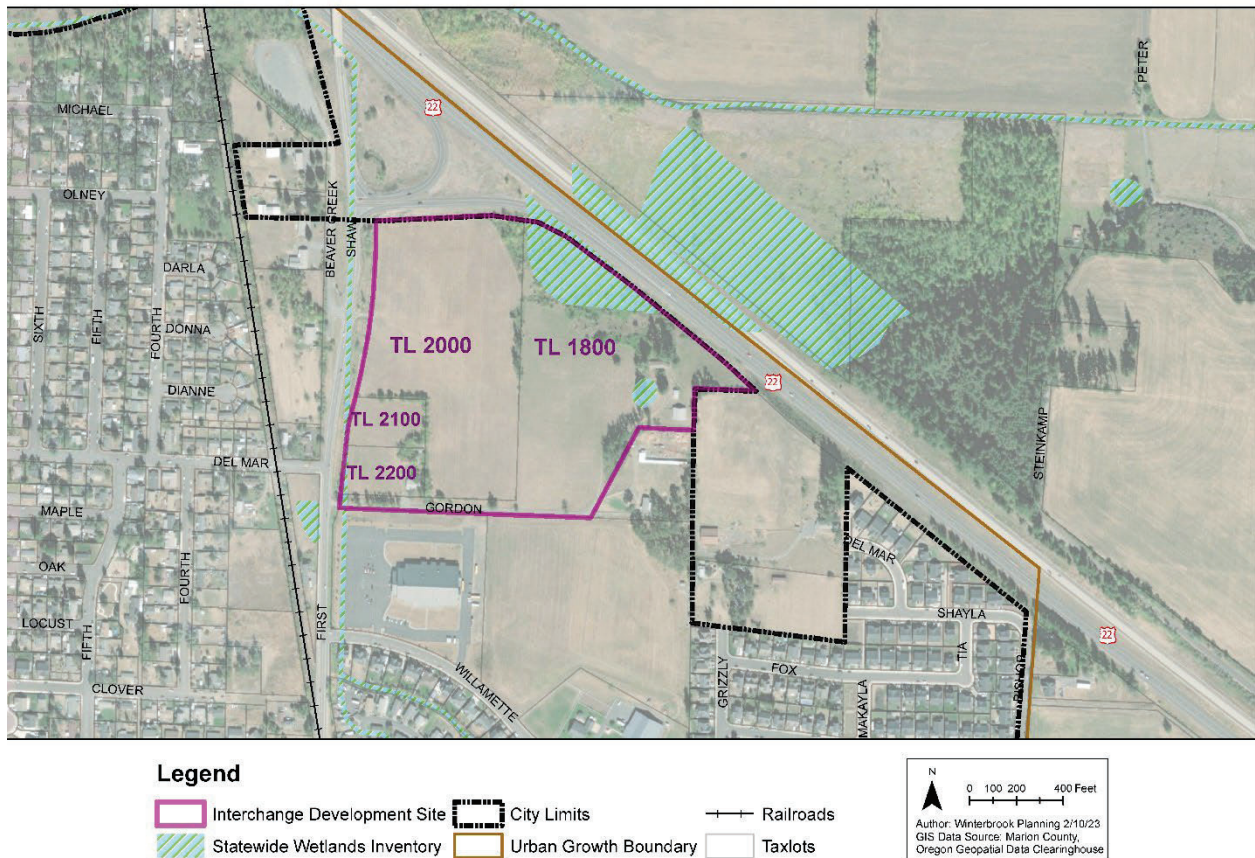 PETER
22
MICHAEL
OLNEY
BEAVER CREEK
SHAW
DARLA
SIXTH
FIFTH
FOURTH
DONNA
TL 2000
TL 1800
DIANNE
22
TL 2100
STEINKAMP
DEL MAR
TL 2200
GORDON
MAPLE
OAK
FOURTH
DEL MAR
LOCUST
FIFTH
FIRST
SHAYLA
22
TIA
WILLAMETTE
GRIZZLY
FOX
CLOVER
MAKAYLA
BISHOP
Legend
Interchange Development Site
City Limits
Railroads
Statewide Wetlands Inventory
Urban Growth Boundary
Taxlots
N
0 100 200 400 Feet
Author: Winterbrook Planning 2/10/23
GIS Data Source: Marion County,
Oregon Geospatial Data Clearinghouse